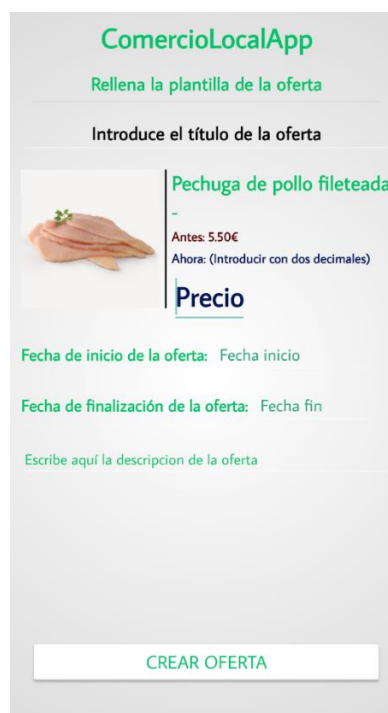 ComercioLocalApp
Rellena la plantilla de la oferta
Introduce el título de la oferta
Pechuga de pollo fileteada
-
Antes: 5.50€
Ahora: (Introducir con dos decimales)
Precio
Fecha de inicio de la oferta: Fecha inicio
Fecha de finalización de la oferta: Fecha fin
Escribe aquí la descripcion de la oferta
CREAR OFERTA